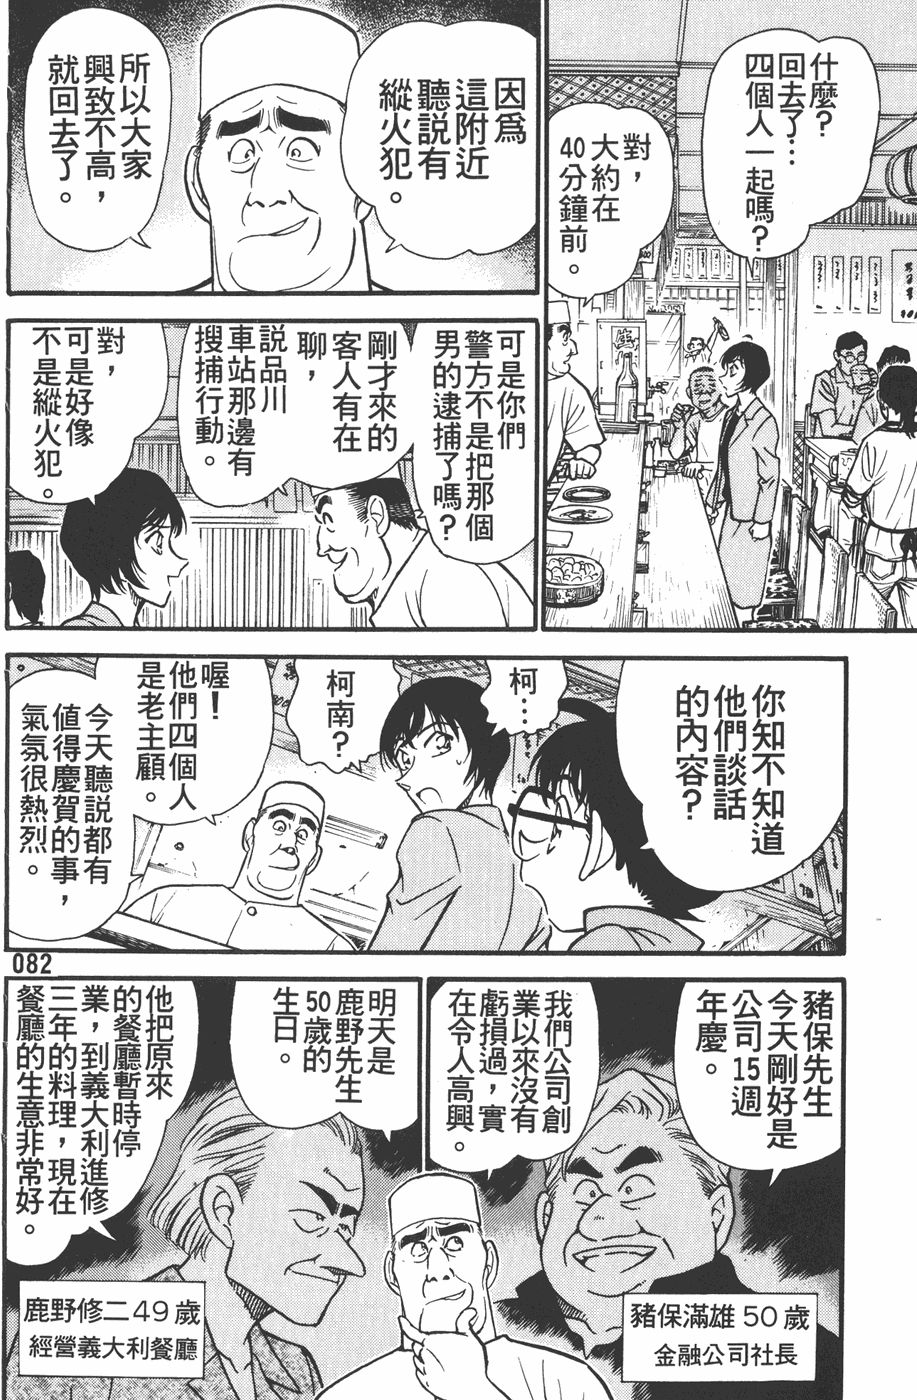 什麼?
回去了…
四個人一起嗎?
對,
大約在
40分鐘前。
因為
這附近
聽說有
縱火犯。
所以大家
興致不高,
就回去了。
可是你們
警方不是把那個
男的逮捕了嗎?
剛才來的
客人有在
聊,
說品川
車站那邊有
搜捕行動。
對,
可是好像
不是縱火犯。
你知不知道
他們談話
的內容?
柯…
柯南?
喔!
他們四個人
是老主顧。
今天聽說都有
值得慶賀的事,
氣氛很熱烈。
082
豬保先生
今天剛好是
公司15週
年慶。
我們公司創
業以來沒有
虧損過,實
在令人高興。
豬保滿雄50歲
金融公司社長
明天是
鹿野先生
50歲的
生日。
他把原來
的餐廳暫時停
業,到義大利進修
三年的料理,現在
餐廳的生意非常好。
鹿野修二49歲
經營義大利餐廳